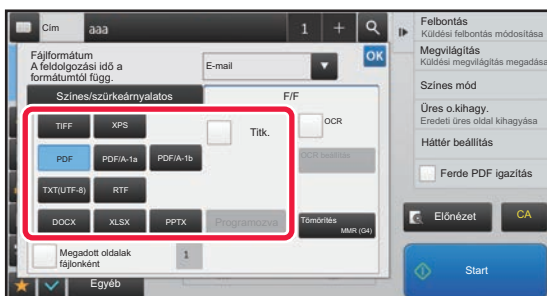 Cím
aaa
1
Fájlformátum
A feldolgozási idő a
formátumtól függ.
E-mail
OK
Színes/szürkeárnyalatos
F/F
TIFF
XPS
Titk.
OCR
PDF
PDF/A-1a
PDF/A-1b
OCR beállítás
TXT(UTF-8)
RTF
DOCX
XLSX
PPTX
Programozva
Tömörítés
MMR (G4)
Megadott oldalak
fájlonként
1
Egyéb
Felbontás
Küldési felbontás módosítása
Megvilágítás
Küldési megvilágítás megadása
Színes mód
Üres o.kihagy.
Eredeti üres oldal kihagyása
Háttér beállítás
Ferde PDF igazítás
Előnézet
CA
Start